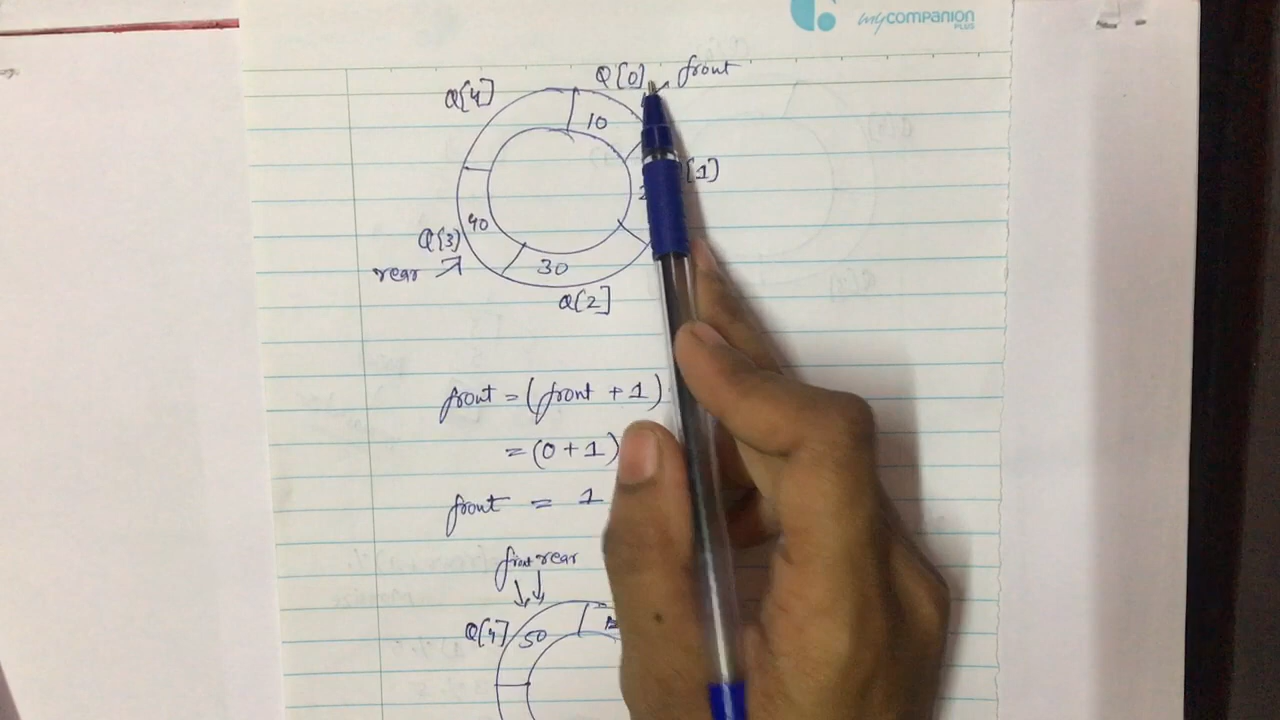 mycompanion
PLUS
Q[0] front
Q[4]
10
[1]
40
Q[3]
rear
30
Q[2]
front = (front + 1)
= (0 + 1)
front = 1
front rear
Q[4] 50